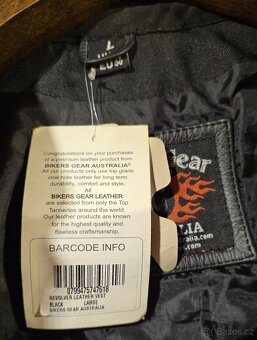 L
EU 50
Congratulations on your purchases
of a premium leather product from
BIKERS GEAR AUSTRALIA
All our products only use top grade
cow hide leather for long term
durability, comfort and style.
All
BIKERS GEAR LEATHER
are selected from only the Top
Tanneries around the world.
Our leather products are known
for the highest quality and
flawless craftsmanship.
BARCODE INFO
0799475747618
REVOLVER LEATHER VEST
BLACK LARGE
BIKERS GEAR AUSTRALIA
Gear
LIA